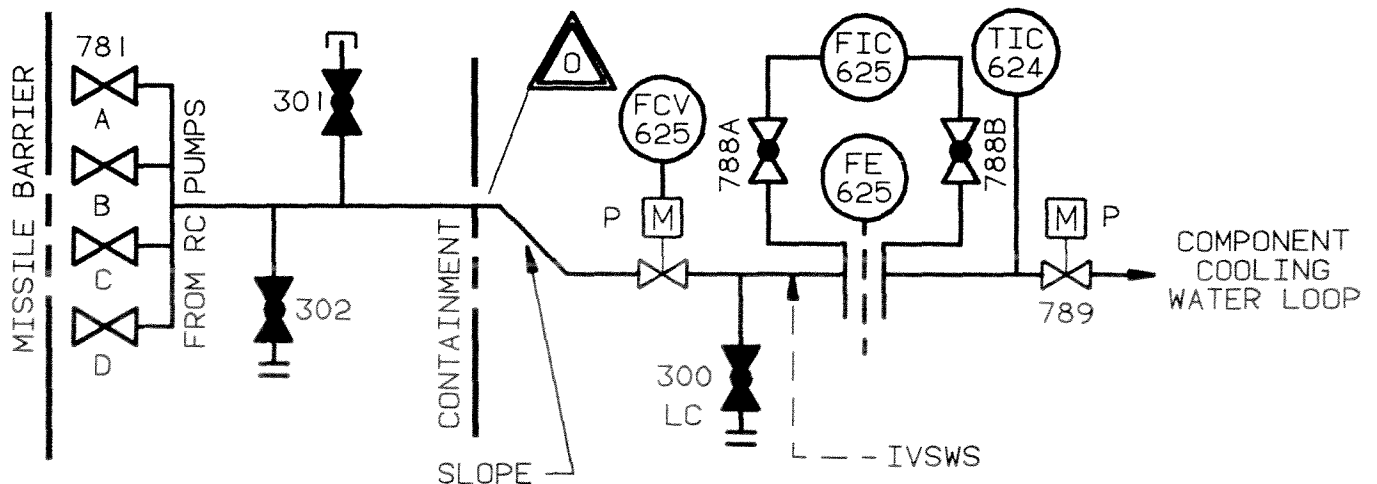 MISSILE BARRIER
781
A
B
C
D
FROM RC PUMPS
301
302
CONTAINMENT
SLOPE
O
FCV
625
P
M
300
LC
788A
FIC
625
FE
625
788B
IVSWS
TIC
624
M
P
789
COMPONENT
COOLING
WATER LOOP